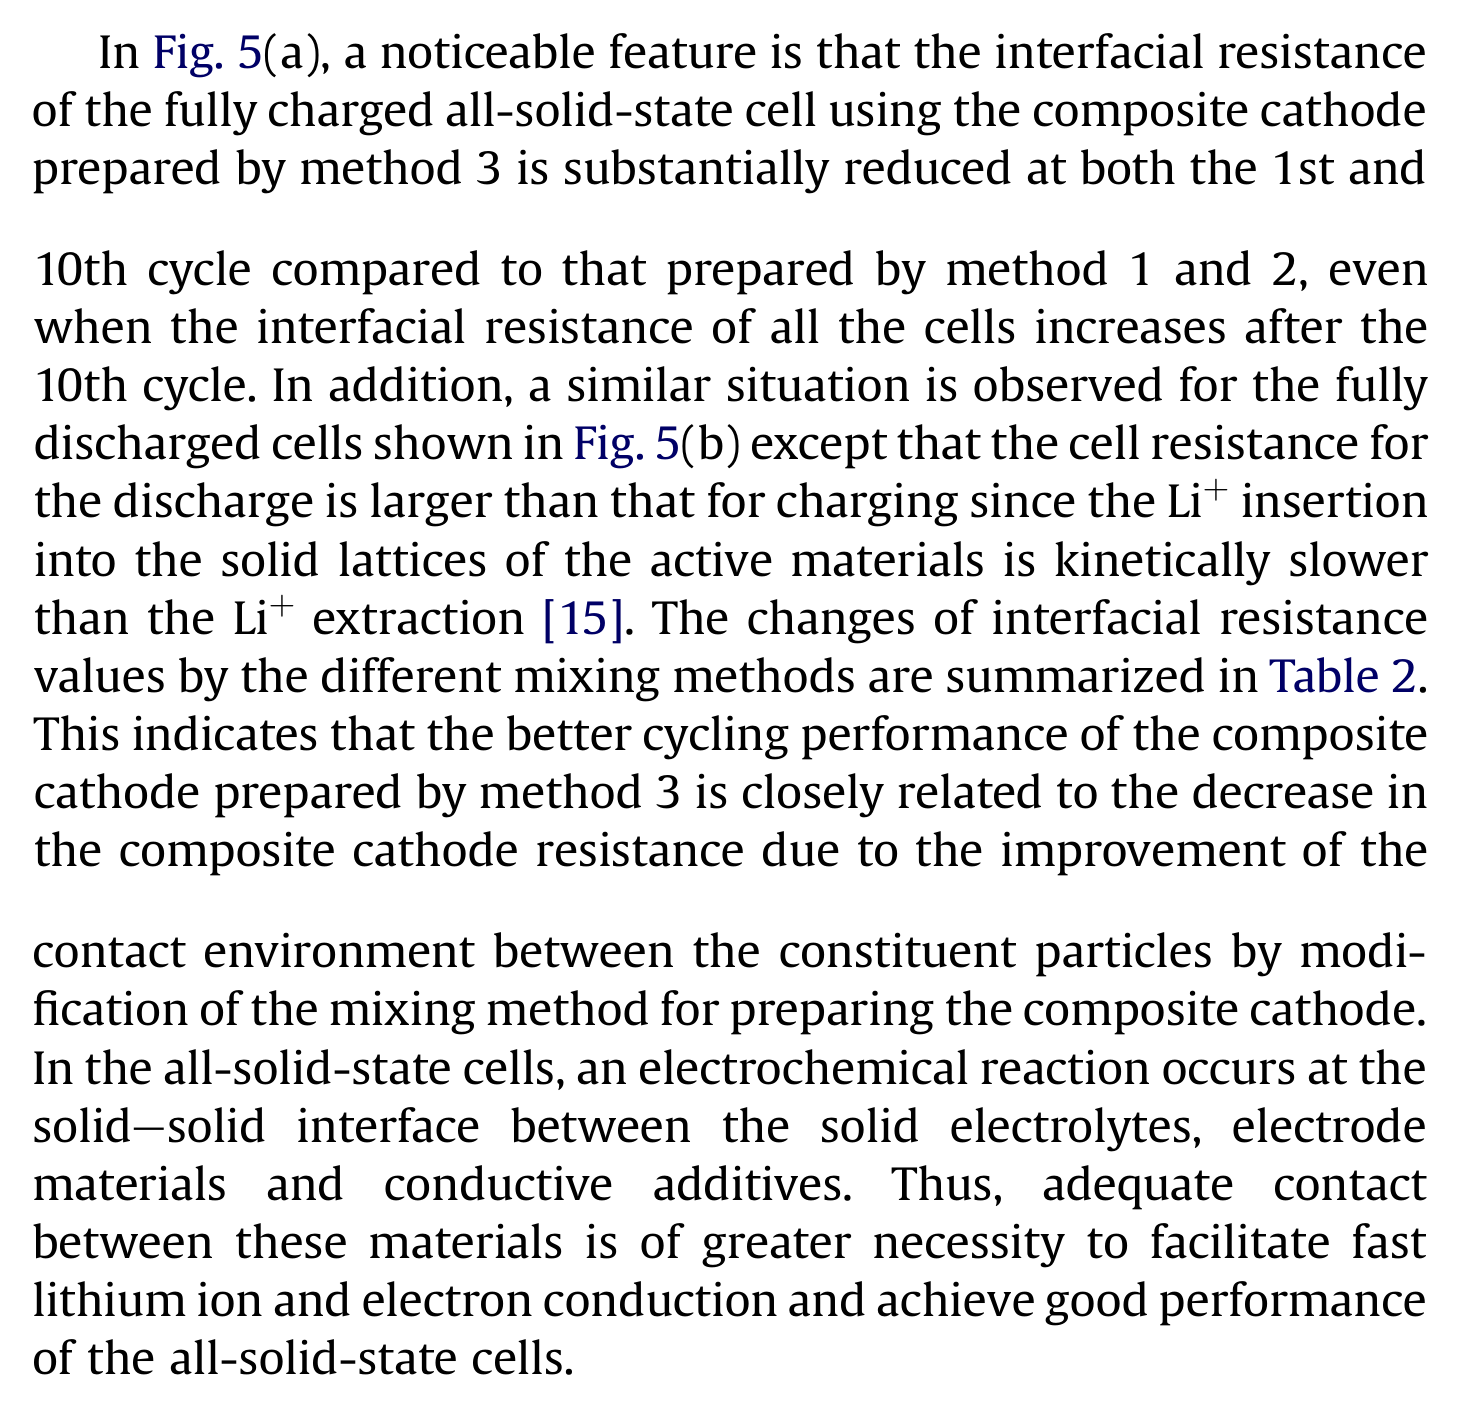 In Fig. 5(a), a noticeable feature is that the interfacial resistance
of the fully charged all-solid-state cell using the composite cathode
prepared by method 3 is substantially reduced at both the 1st and
10th cycle compared to that prepared by method 1 and 2, even
when the interfacial resistance of all the cells increases after the
10th cycle. In addition, a similar situation is observed for the fully
discharged cells shown in Fig. 5(b) except that the cell resistance for
the discharge is larger than that for charging since the Li⁺ insertion
into the solid lattices of the active materials is kinetically slower
than the Li⁺ extraction [15]. The changes of interfacial resistance
values by the different mixing methods are summarized in Table 2.
This indicates that the better cycling performance of the composite
cathode prepared by method 3 is closely related to the decrease in
the composite cathode resistance due to the improvement of the
contact environment between the constituent particles by modi-
fication of the mixing method for preparing the composite cathode.
In the all-solid-state cells, an electrochemical reaction occurs at the
solid–solid interface between the solid electrolytes, electrode
materials and conductive additives. Thus, adequate contact
between these materials is of greater necessity to facilitate fast
lithium ion and electron conduction and achieve good performance
of the all-solid-state cells.